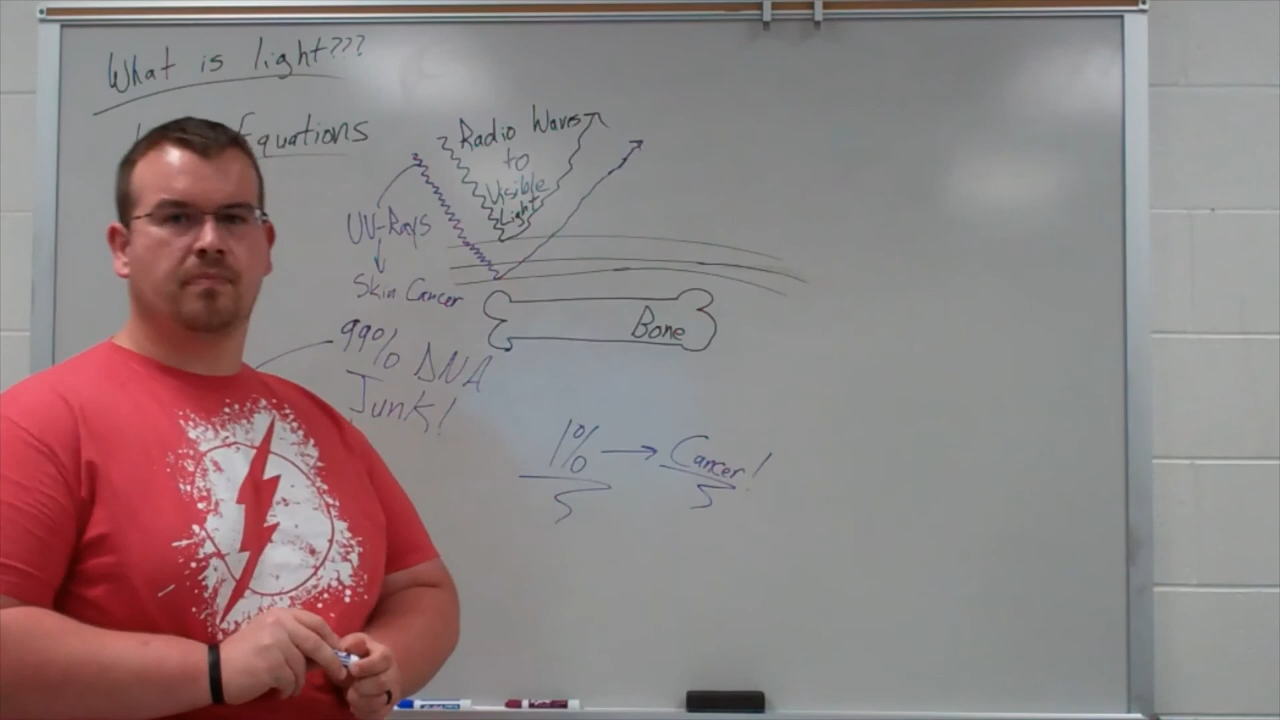 What is light???
Equations
Radio Waves
to
Visible
Light
UV-Rays
Skin Cancer
Bone
99% DNA
Junk!
1% → Cancer!